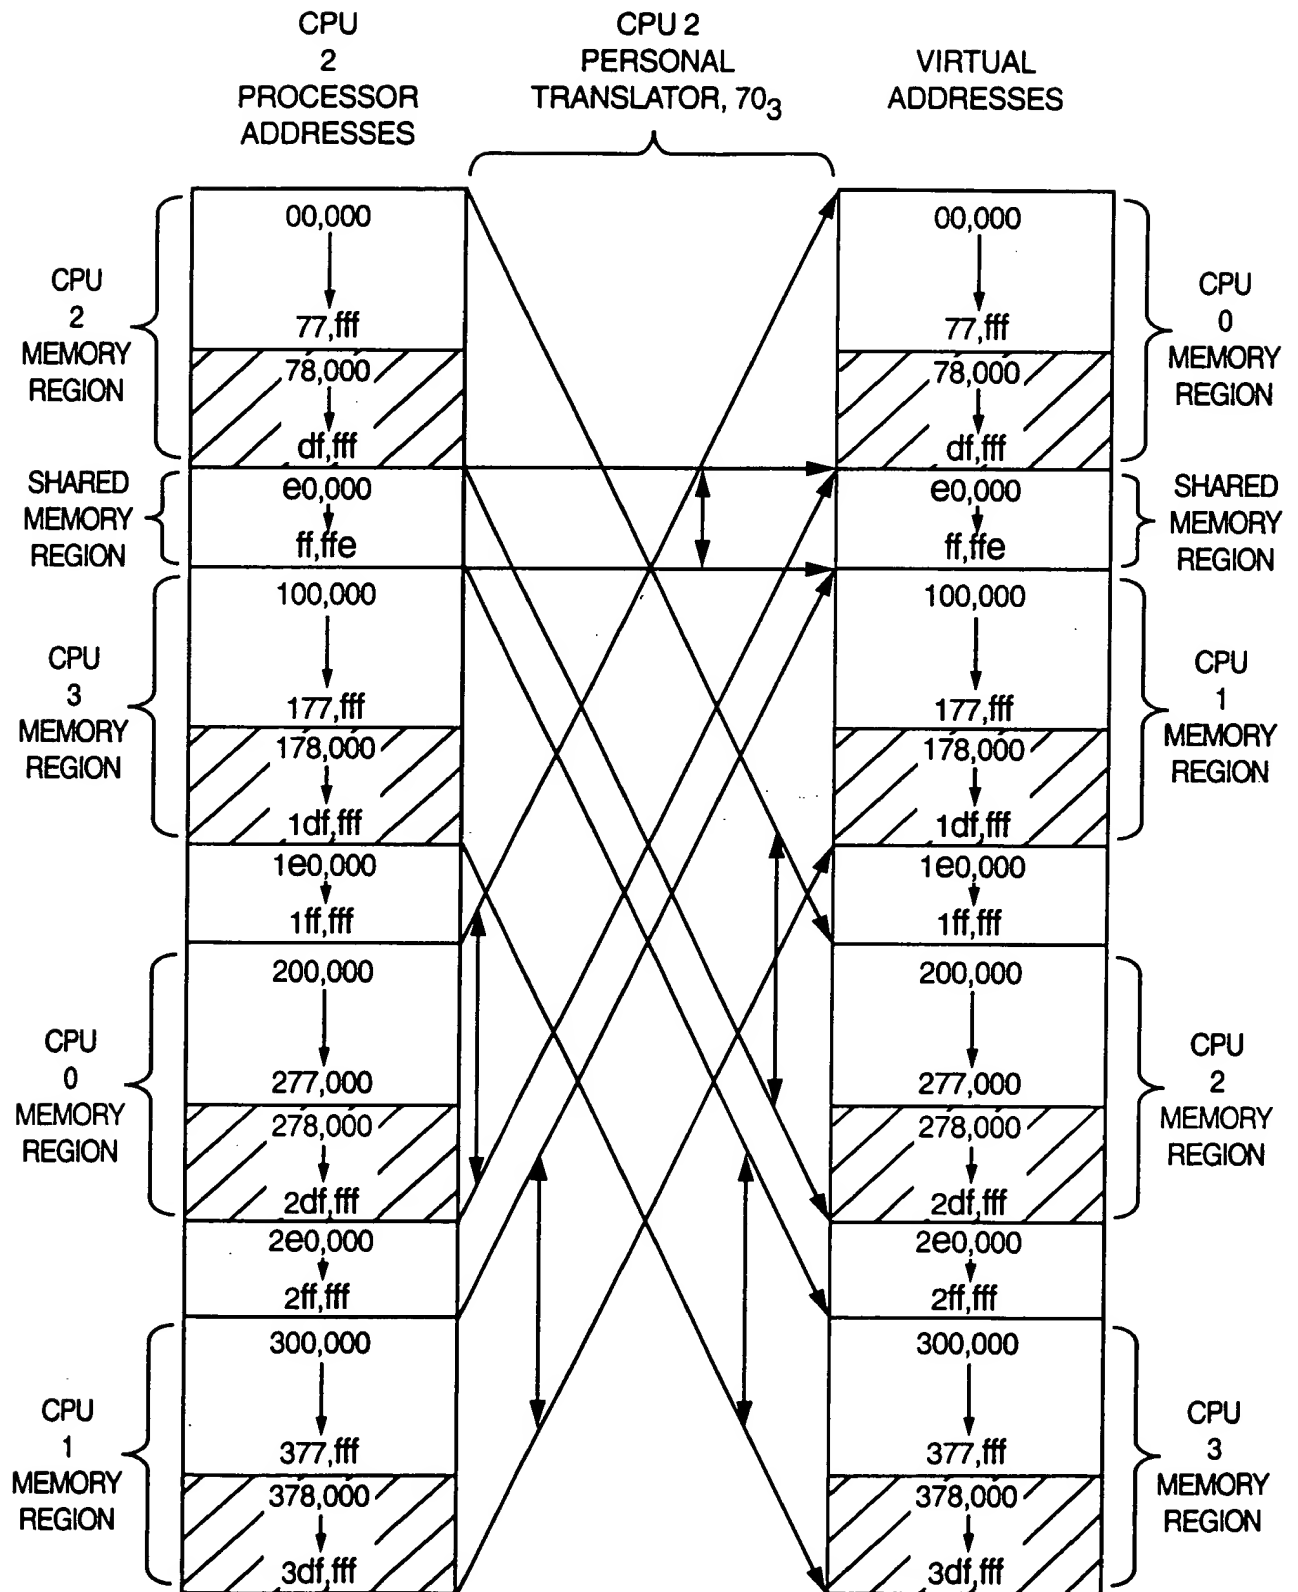 CPU
2
PROCESSOR
ADDRESSES
CPU 2
PERSONAL
TRANSLATOR, 70₃
VIRTUAL
ADDRESSES
CPU
2
MEMORY
REGION
SHARED
MEMORY
REGION
CPU
3
MEMORY
REGION
CPU
0
MEMORY
REGION
CPU
1
MEMORY
REGION
00,000
77,fff
78,000
df,fff
e0,000
ff,ffe
100,000
177,fff
178,000
1df,fff
1e0,000
1ff,fff
200,000
277,000
278,000
2df,fff
2e0,000
2ff,fff
300,000
377,fff
378,000
3df,fff
00,000
77,fff
78,000
df,fff
e0,000
ff,ffe
100,000
177,fff
178,000
1df,fff
1e0,000
1ff,fff
200,000
277,000
278,000
2df,fff
2e0,000
2ff,fff
300,000
377,fff
378,000
3df,fff
CPU
0
MEMORY
REGION
SHARED
MEMORY
REGION
CPU
1
MEMORY
REGION
CPU
2
MEMORY
REGION
CPU
3
MEMORY
REGION